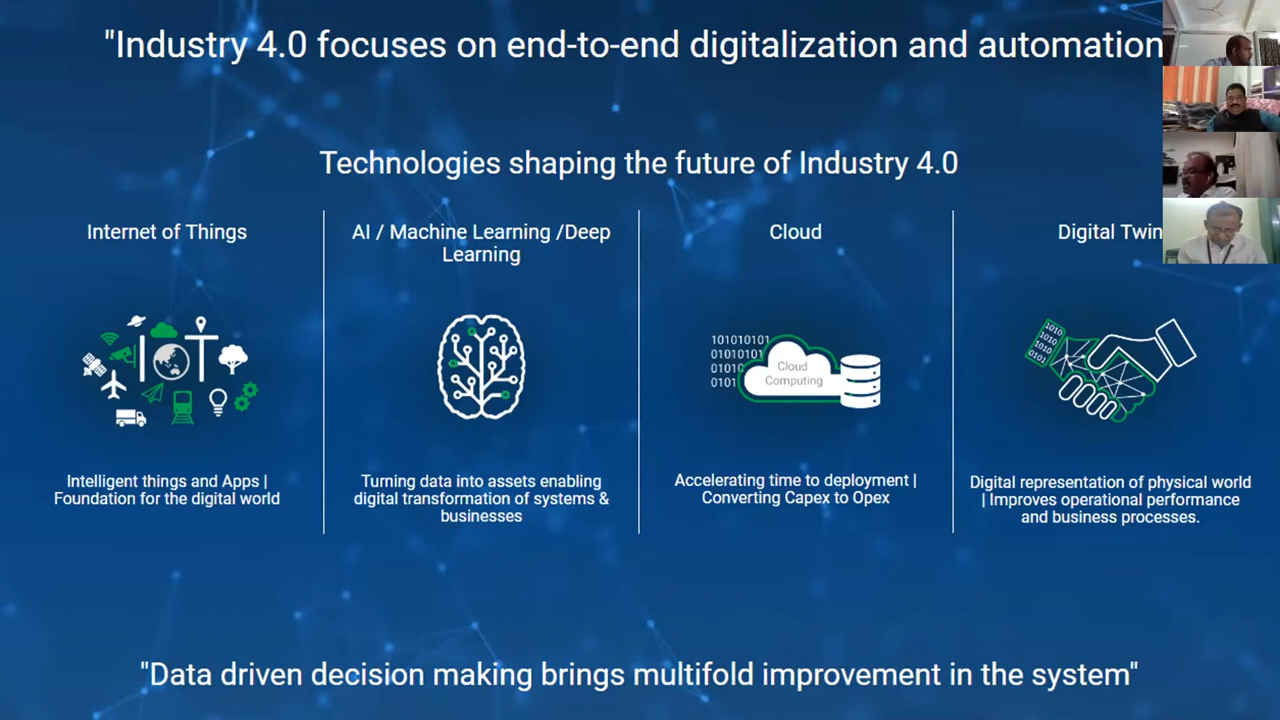 "Industry 4.0 focuses on end-to-end digitalization and automation
Technologies shaping the future of Industry 4.0
Internet of Things
IOT
Intelligent things and Apps |
Foundation for the digital world
AI / Machine Learning /Deep
Learning
Turning data into assets enabling
digital transformation of systems &
businesses
Cloud
101010101
01010101
0101
0101
Cloud
Computing
Accelerating time to deployment |
Converting Capex to Opex
Digital Twin
1010
1010
1010
0101
Digital representation of physical world
| Improves operational performance
and business processes.
"Data driven decision making brings multifold improvement in the system"